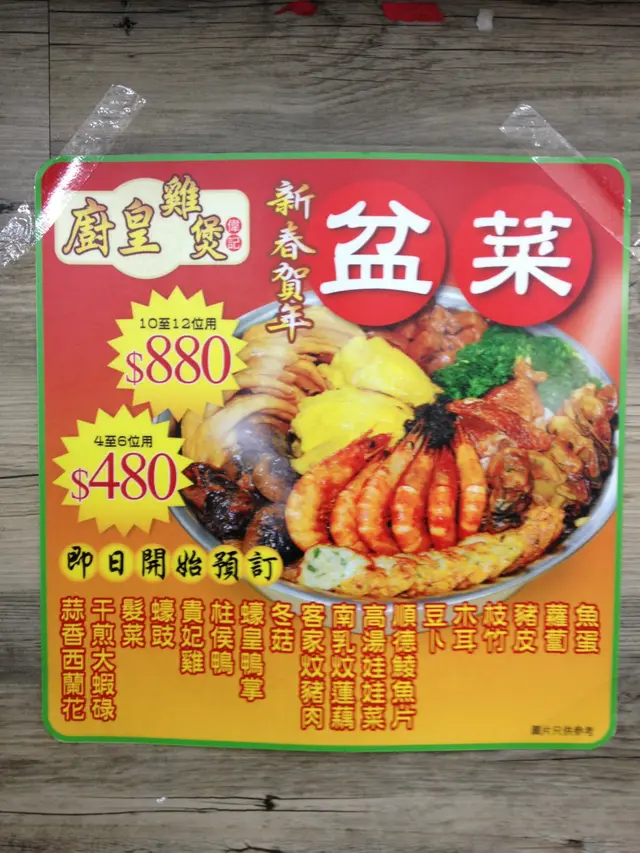 廚皇雞煲
偉記
新春賀年
盆菜
10至12位用
$880
4至6位用
$480
即日開始預訂
魚蛋
蘿蔔
豬皮
枝竹
木耳
豆卜
順德鯪魚片
高湯娃娃菜
南乳炆蓮藕
客家炆豬肉
冬菇
蠔皇鴨掌
柱侯鴨
貴妃雞
蠔豉
髮菜
干煎大蝦碌
蒜香西蘭花
圖片只供參考